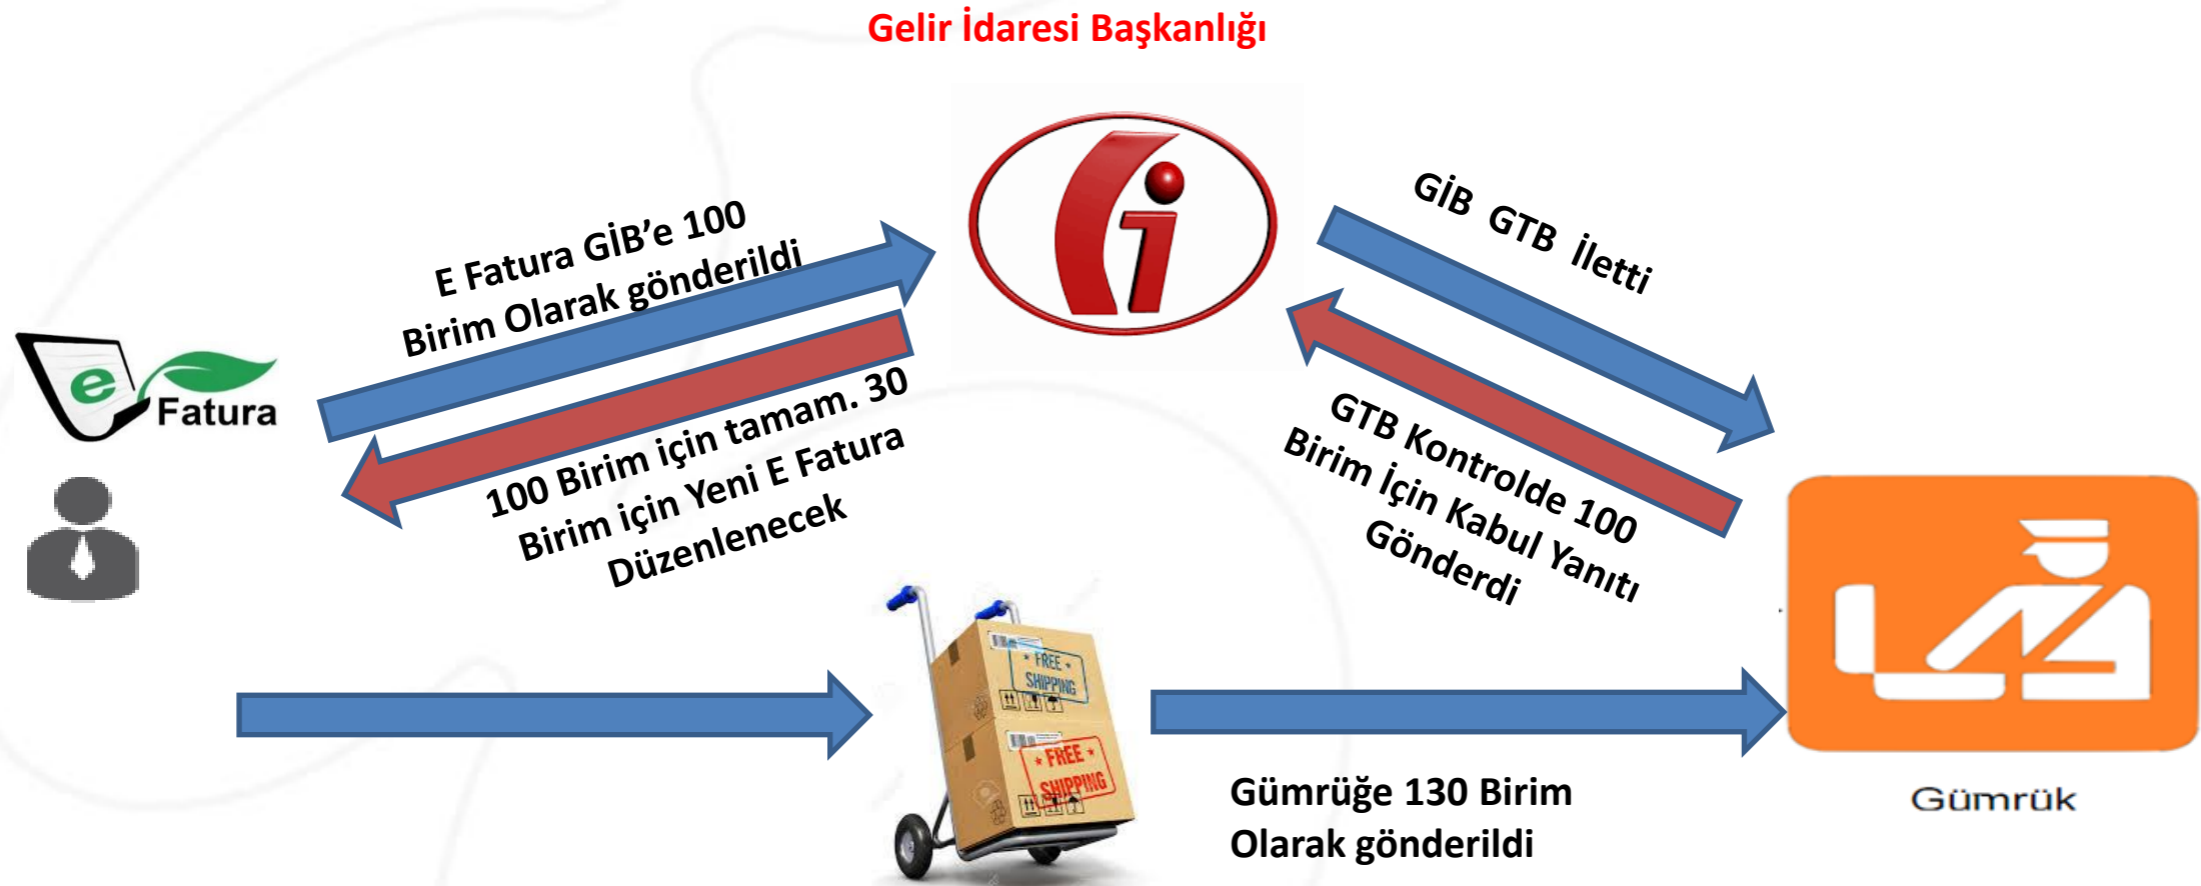 Gelir İdaresi Başkanlığı
E Fatura GİB’e 100
Birim Olarak gönderildi
GİB GTB İletti
e
Fatura
100 Birim için tamam. 30
Birim için Yeni E Fatura
Düzenlenecek
GTB Kontrolde 100
Birim İçin Kabul Yanıtı
Gönderdi
* FREE *
SHIPPING
* FREE *
SHIPPING
Gümrüğe 130 Birim
Olarak gönderildi
Gümrük